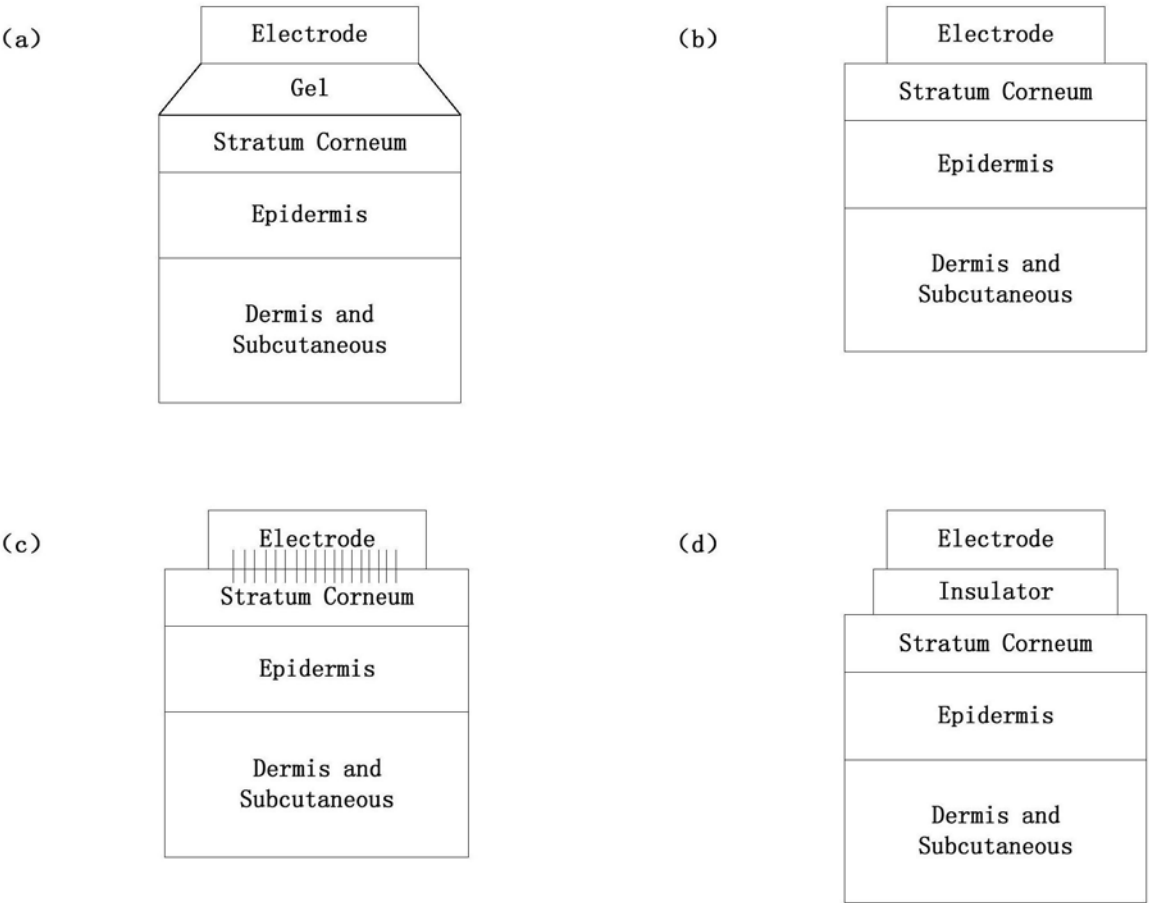 (a)
Electrode
Gel
Stratum Corneum
Epidermis
Dermis and
Subcutaneous
(b)
Electrode
Stratum Corneum
Epidermis
Dermis and
Subcutaneous
(c)
Electrode
Stratum Corneum
Epidermis
Dermis and
Subcutaneous
(d)
Electrode
Insulator
Stratum Corneum
Epidermis
Dermis and
Subcutaneous